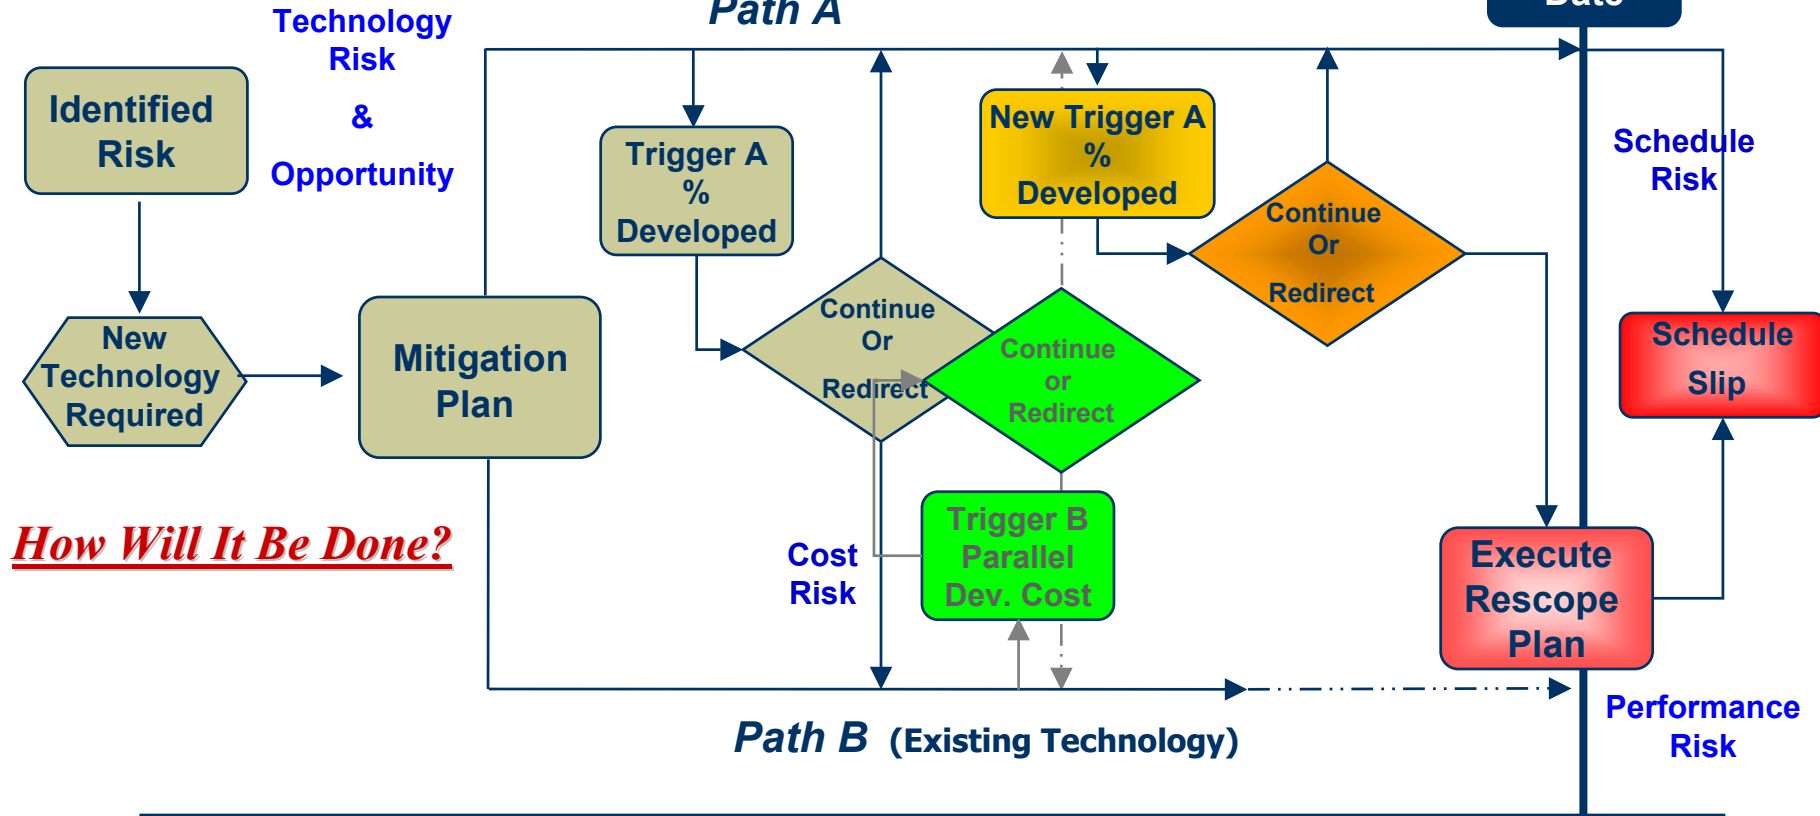 Path A
Date
Technology
Risk
&
Opportunity
Identified
Risk
Trigger A
%
Developed
New Trigger A
%
Developed
Schedule
Risk
Continue
Or
Redirect
New
Technology
Required
Mitigation
Plan
Continue
Or
Redirect
Continue
or
Redirect
Schedule
Slip
How Will It Be Done?
Cost
Risk
Trigger B
Parallel
Dev. Cost
Execute
Rescope
Plan
Path B (Existing Technology)
Performance
Risk